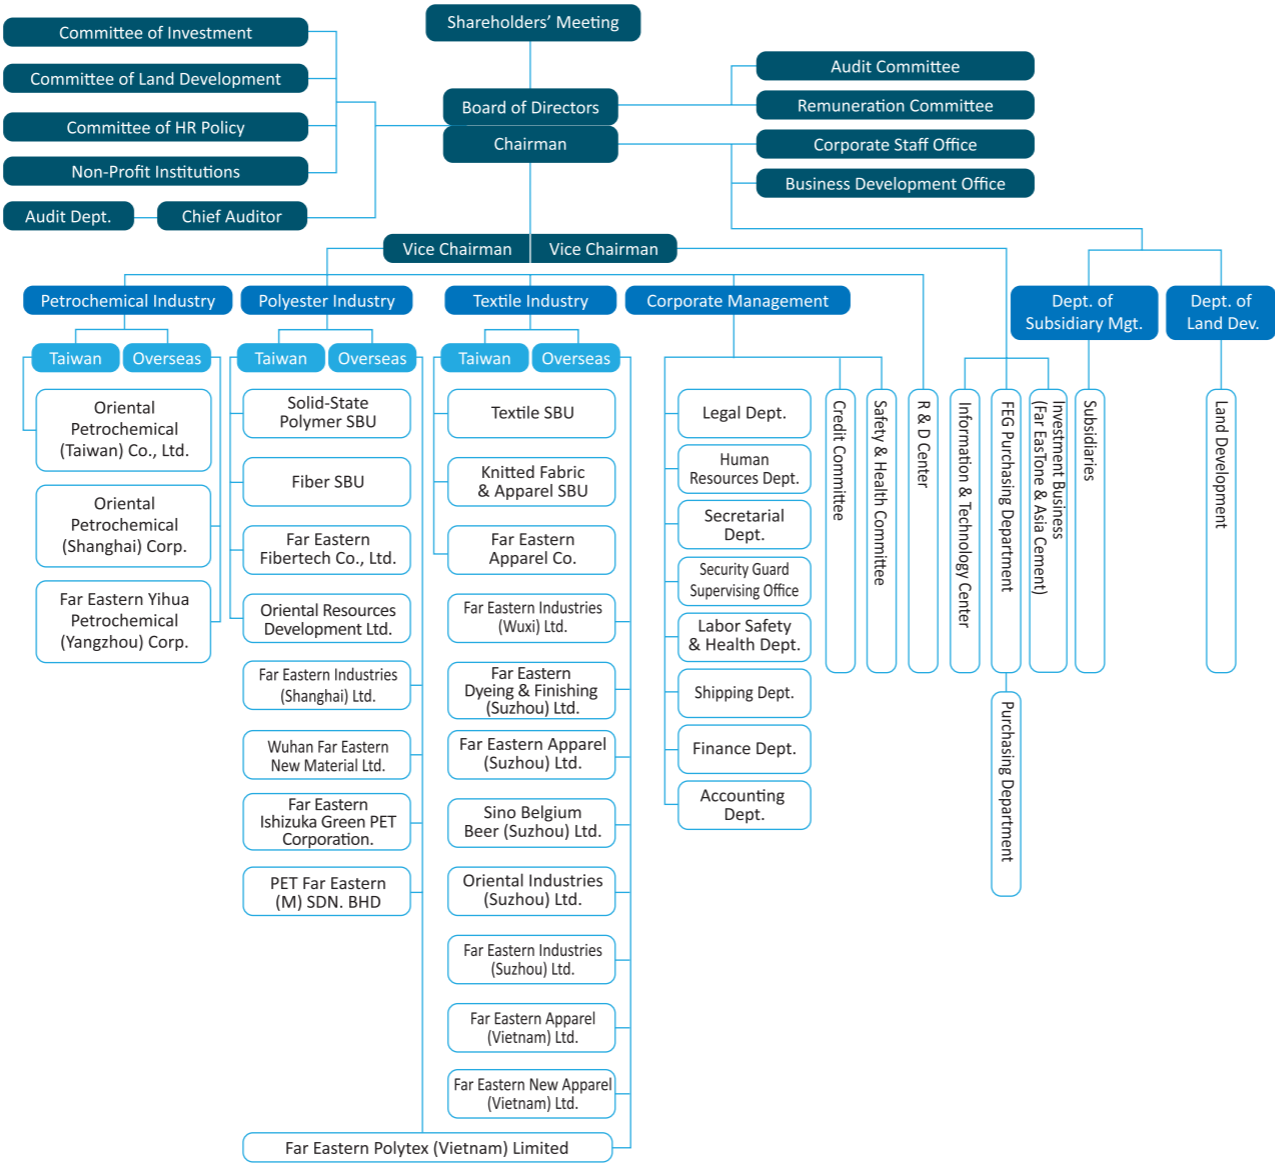 Shareholders’ Meeting
Committee of Investment
Committee of Land Development
Committee of HR Policy
Non-Profit Institutions
Audit Dept.
Chief Auditor
Board of Directors
Chairman
Audit Committee
Remuneration Committee
Corporate Staff Office
Business Development Office
Vice Chairman
Vice Chairman
Petrochemical Industry
Polyester Industry
Textile Industry
Corporate Management
Dept. of
Subsidiary Mgt.
Dept. of
Land Dev.
Taiwan
Overseas
Taiwan
Overseas
Taiwan
Overseas
Oriental
Petrochemical
(Taiwan) Co., Ltd.
Oriental
Petrochemical
(Shanghai) Corp.
Far Eastern Yihua
Petrochemical
(Yangzhou) Corp.
Solid-State
Polymer SBU
Fiber SBU
Far Eastern
Fibertech Co., Ltd.
Oriental Resources
Development Ltd.
Far Eastern Industries
(Shanghai) Ltd.
Wuhan Far Eastern
New Material Ltd.
Far Eastern
Ishizuka Green PET
Corporation.
PET Far Eastern
(M) SDN. BHD
Textile SBU
Knitted Fabric
& Apparel SBU
Far Eastern
Apparel Co.
Far Eastern Industries
(Wuxi) Ltd.
Far Eastern
Dyeing & Finishing
(Suzhou) Ltd.
Far Eastern Apparel
(Suzhou) Ltd.
Sino Belgium
Beer (Suzhou) Ltd.
Oriental Industries
(Suzhou) Ltd.
Far Eastern Industries
(Suzhou) Ltd.
Far Eastern Apparel
(Vietnam) Ltd.
Far Eastern New Apparel
(Vietnam) Ltd.
Far Eastern Polytex (Vietnam) Limited
Legal Dept.
Human
Resources Dept.
Secretarial
Dept.
Security Guard
Supervising Office
Labor Safety
& Health Dept.
Shipping Dept.
Finance Dept.
Accounting
Dept.
Credit Committee
Safety & Health Committee
R & D Center
Information & Technology Center
FEG Purchasing Department
Purchasing Department
Investment Business
(Far EasTone & Asia Cement)
Subsidiaries
Land Development